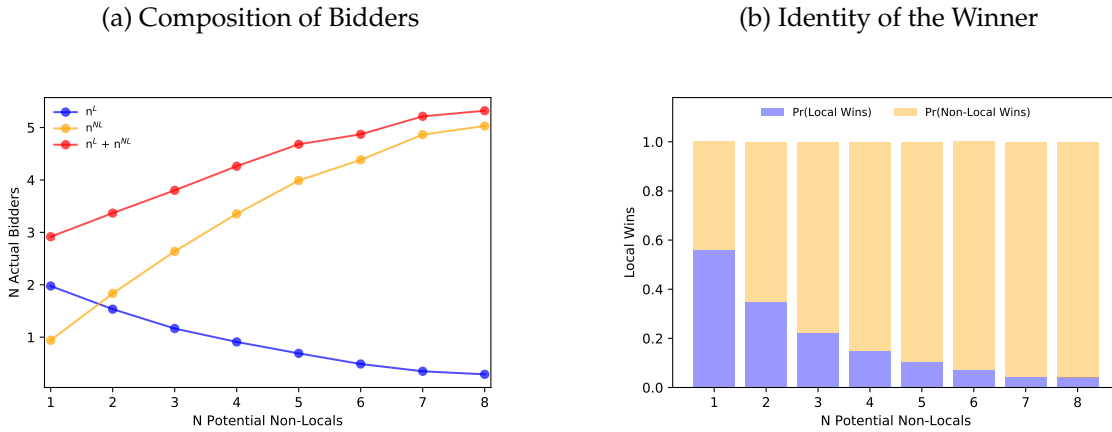 (a) Composition of Bidders
n^L
n^{NL}
n^L + n^{NL}
N Actual Bidders
5
4
3
2
1
1 2 3 4 5 6 7 8
N Potential Non-Locals
(b) Identity of the Winner
Pr(Local Wins) Pr(Non-Local Wins)
Local Wins
1.0
0.8
0.6
0.4
0.2
0.0
1 2 3 4 5 6 7 8
N Potential Non-Locals